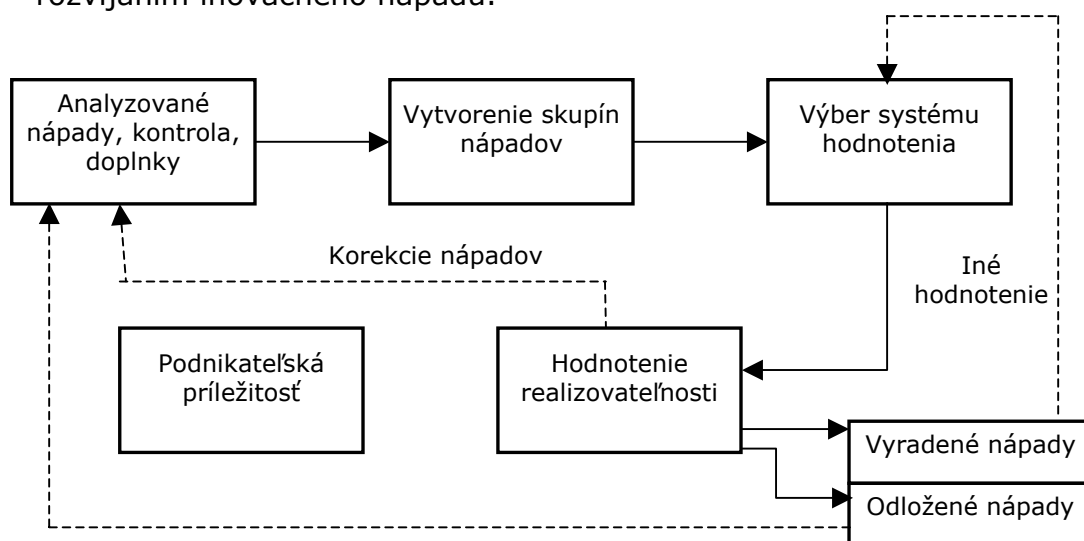 rozvíjaním inovačného nápadu.
Analyzované
nápady, kontrola,
doplnky
Vytvorenie skupín
nápadov
Výber systému
hodnotenia
Korekcie nápadov
Iné
hodnotenie
Podnikateľská
príležitosť
Hodnotenie
realizovateľnosti
Vyradené nápady
Odložené nápady